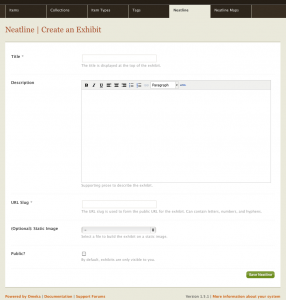 Items Collections Item Types Tags Neatline Neatline Maps
Neatline | Create an Exhibit
Title *
The title is displayed at the top of the exhibit.
Description
B I U Paragraph HTML
Supporting prose to describe the exhibit.
URL Slug *
The URL slug is used to form the public URL for the exhibit. Can contain letters, numbers, and hyphens.
(Optional) Static Image
Select a file to build the exhibit on a static image.
Public?
By default, exhibits are only visible to you.
Save Neatline
Powered by Omeka | Documentation | Support Forums Version 1.5.1 | More information about your system